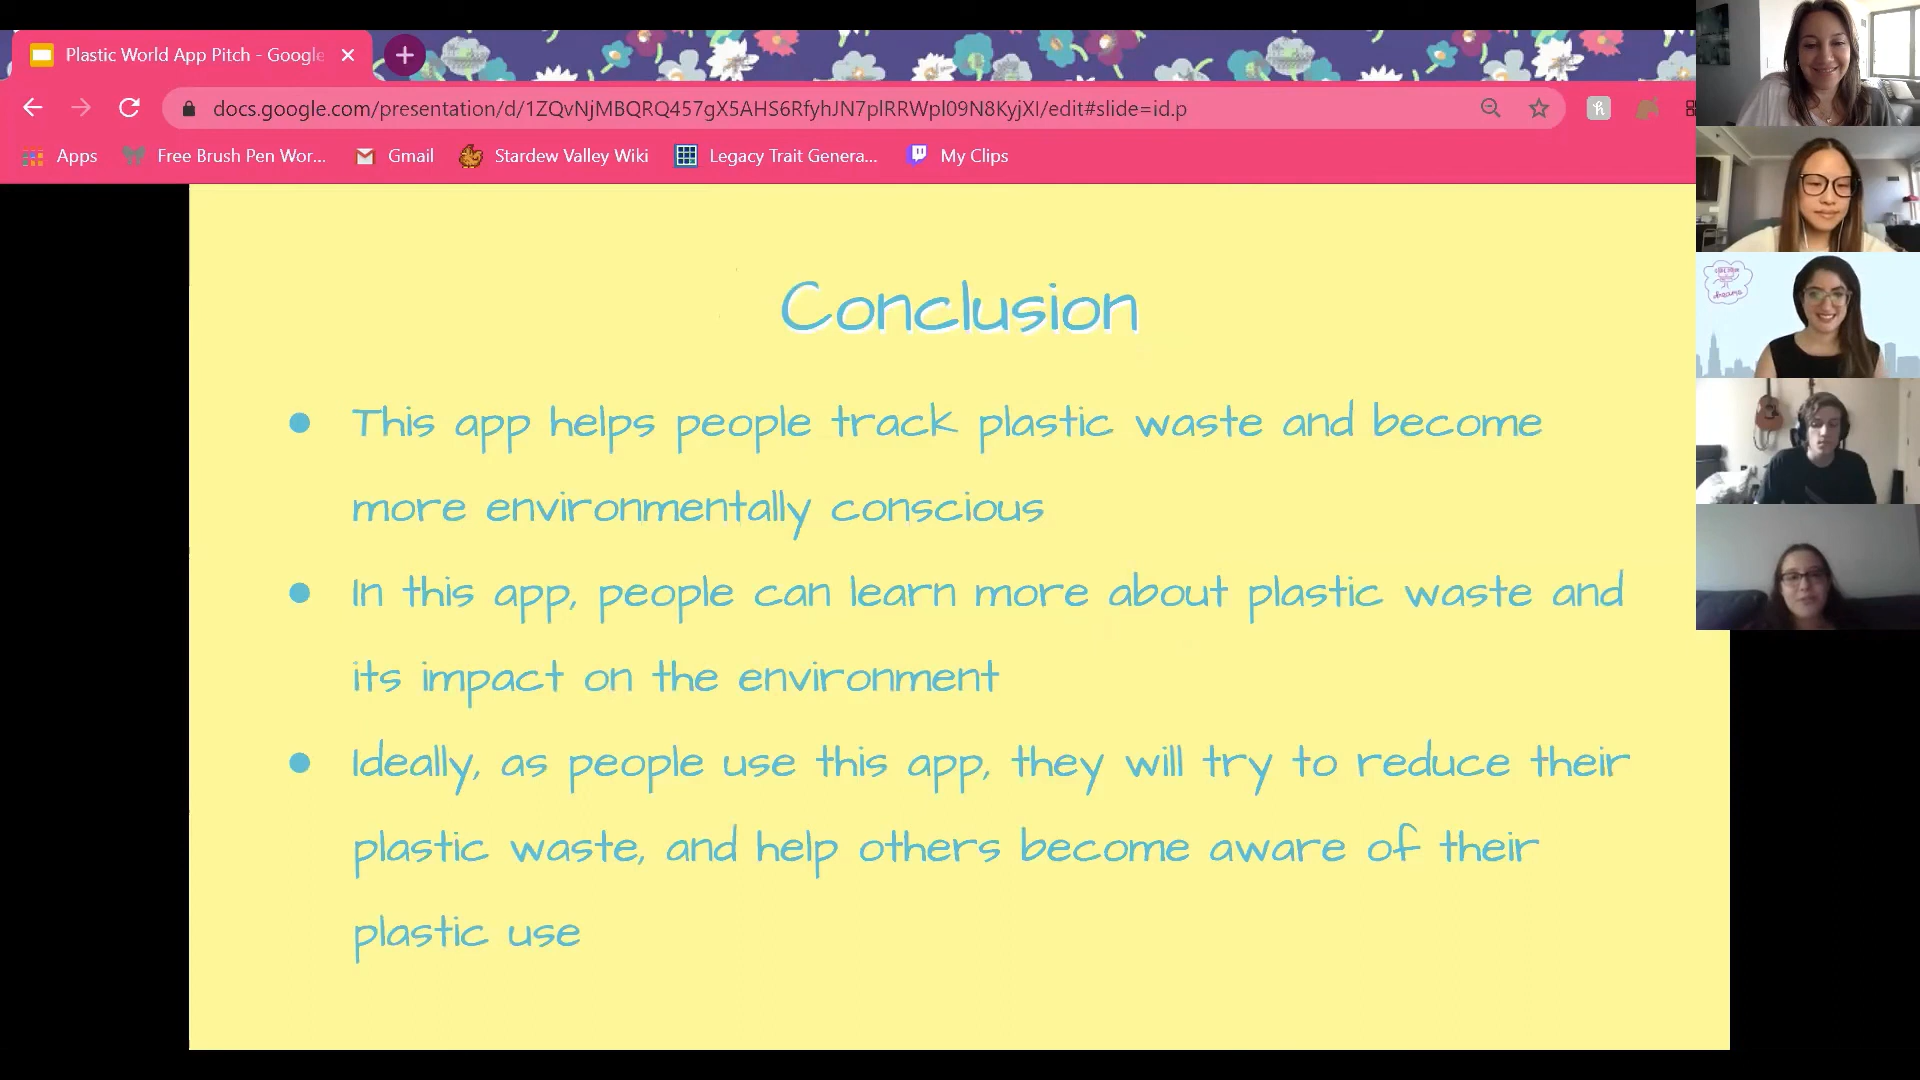 Plastic World App Pitch - Google
docs.google.com/presentation/d/1ZQvNjMBQRQ457gX5AHS6RfyhJN7plRRWpl09N8KyjXI/edit#slide=id.p
Apps
Free Brush Pen Wor...
Gmail
Stardew Valley Wiki
Legacy Trait Genera...
My Clips
Conclusion
● This app helps people track plastic waste and become
more environmentally conscious
● In this app, people can learn more about plastic waste and
its impact on the environment
● Ideally, as people use this app, they will try to reduce their
plastic waste, and help others become aware of their
plastic use
dreams